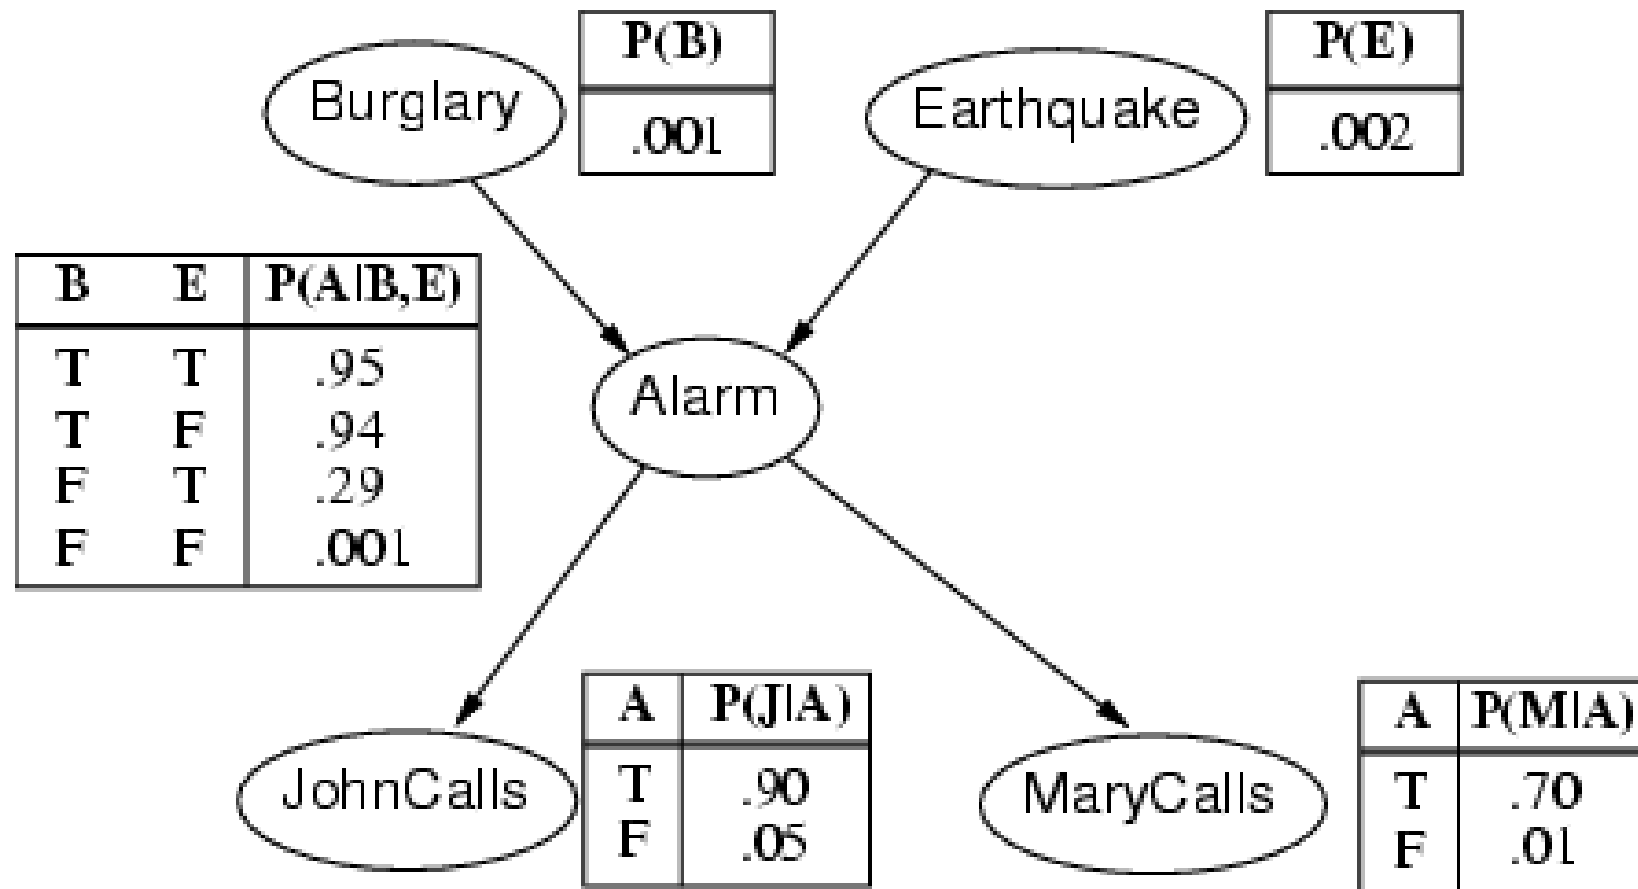 Burglary
P(B)
.001
Earthquake
P(E)
.002
B E P(A|B,E)
T T .95
T F .94
F T .29
F F .001
Alarm
JohnCalls
A P(J|A)
T .90
F .05
MaryCalls
A P(M|A)
T .70
F .01